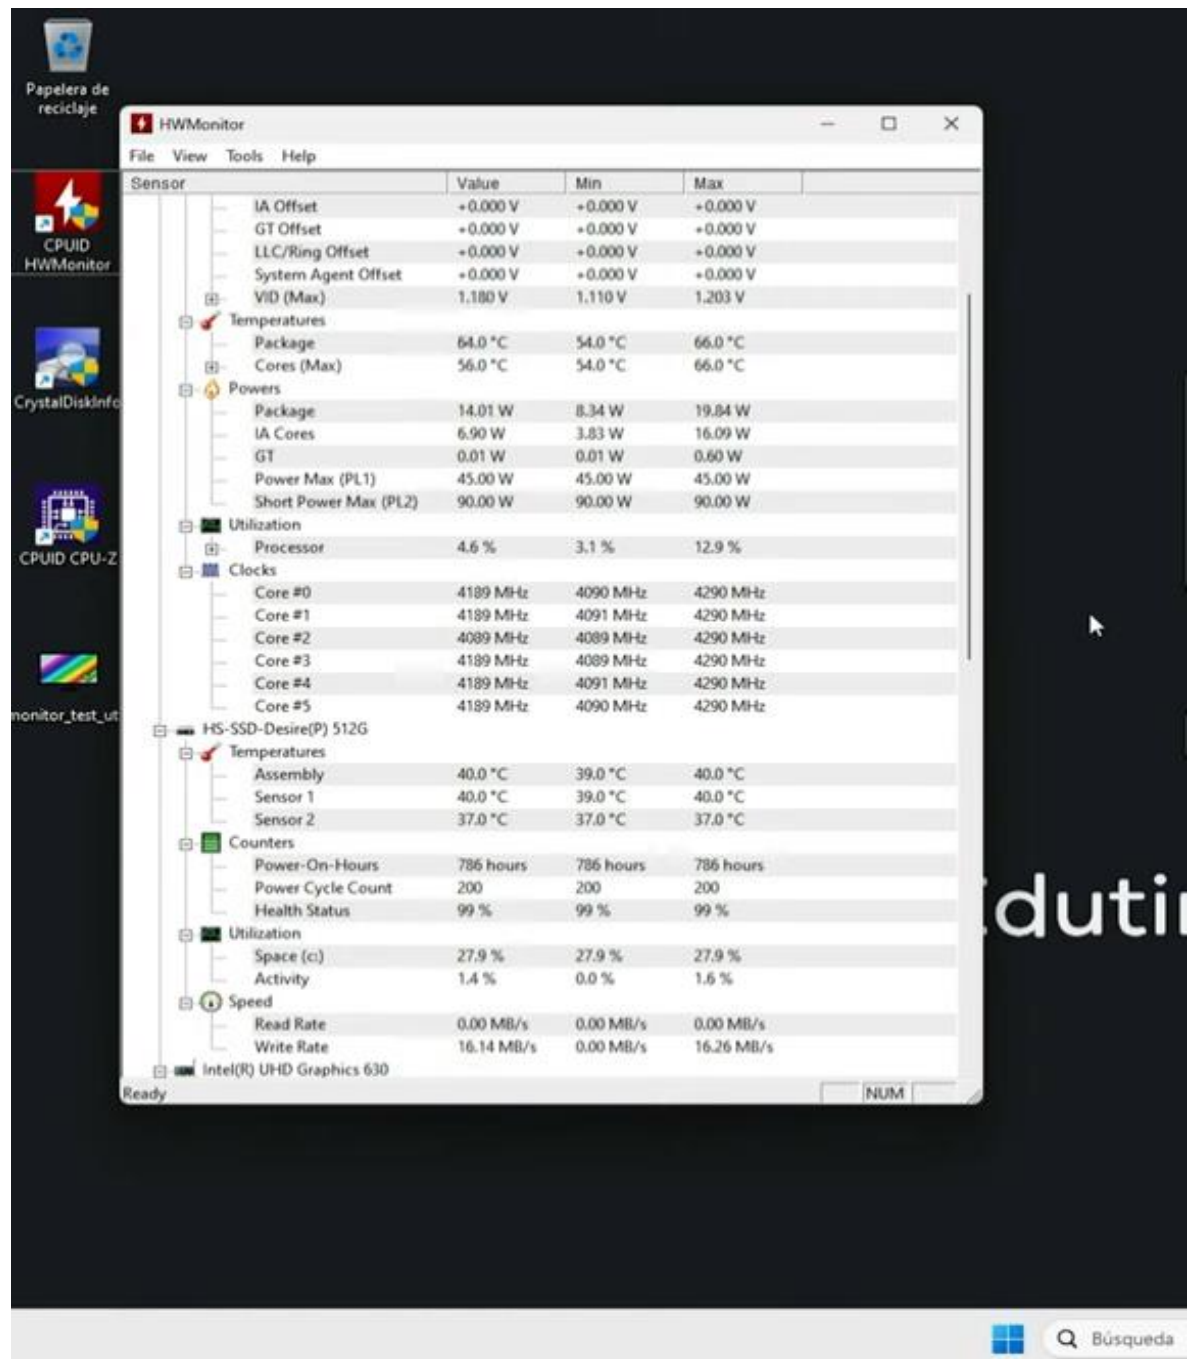 Papelera de
reciclaje
HWMonitor
File View Tools Help
Sensor Value Min Max
IA Offset +0.000 V +0.000 V +0.000 V
GT Offset +0.000 V +0.000 V +0.000 V
LLC/Ring Offset +0.000 V +0.000 V +0.000 V
System Agent Offset +0.000 V +0.000 V +0.000 V
VID (Max) 1.180 V 1.110 V 1.203 V
Temperatures
Package 64.0 °C 54.0 °C 66.0 °C
Cores (Max) 56.0 °C 54.0 °C 66.0 °C
Powers
Package 14.01 W 8.34 W 19.84 W
IA Cores 6.90 W 3.83 W 16.09 W
GT 0.01 W 0.01 W 0.60 W
Power Max (PL1) 45.00 W 45.00 W 45.00 W
Short Power Max (PL2) 90.00 W 90.00 W 90.00 W
Utilization
Processor 4.6 % 3.1 % 12.9 %
Clocks
Core #0 4189 MHz 4090 MHz 4290 MHz
Core #1 4189 MHz 4091 MHz 4290 MHz
Core #2 4089 MHz 4089 MHz 4290 MHz
Core #3 4189 MHz 4089 MHz 4290 MHz
Core #4 4189 MHz 4091 MHz 4290 MHz
Core #5 4189 MHz 4090 MHz 4290 MHz
HS-SSD-Desire(P) 512G
Temperatures
Assembly 40.0 °C 39.0 °C 40.0 °C
Sensor 1 40.0 °C 39.0 °C 40.0 °C
Sensor 2 37.0 °C 37.0 °C 37.0 °C
Counters
Power-On-Hours 786 hours 786 hours 786 hours
Power Cycle Count 200 200 200
Health Status 99 % 99 % 99 %
Utilization
Space (c:) 27.9 % 27.9 % 27.9 %
Activity 1.4 % 0.0 % 1.6 %
Speed
Read Rate 0.00 MB/s 0.00 MB/s 0.00 MB/s
Write Rate 16.14 MB/s 0.00 MB/s 16.26 MB/s
Intel(R) UHD Graphics 630
Ready NUM
CPUID
HWMonitor
CrystalDiskInfo
CPUID CPU-Z
monitor_test_ut
Eduti
Búsqueda